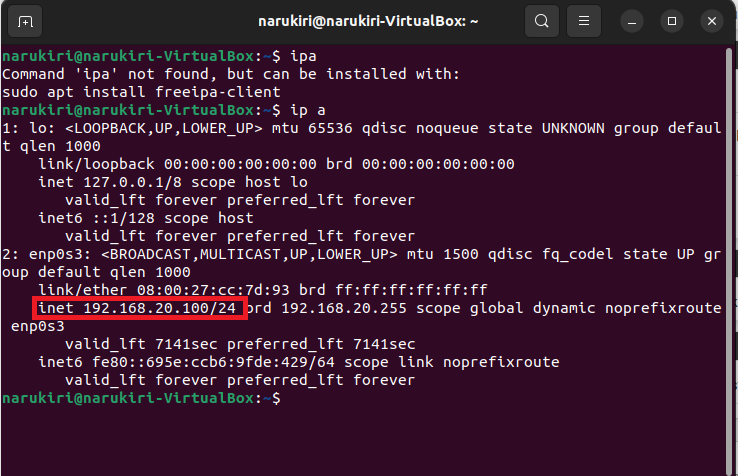 narukiri@narukiri-VirtualBox: ~
narukiri@narukiri-VirtualBox:~$ ipa
Command 'ipa' not found, but can be installed with:
sudo apt install freeipa-client
narukiri@narukiri-VirtualBox:~$ ip a
1: lo: <LOOPBACK,UP,LOWER_UP> mtu 65536 qdisc noqueue state UNKNOWN group defaul
t qlen 1000
    link/loopback 00:00:00:00:00:00 brd 00:00:00:00:00:00
    inet 127.0.0.1/8 scope host lo
       valid_lft forever preferred_lft forever
    inet6 ::1/128 scope host
       valid_lft forever preferred_lft forever
2: enp0s3: <BROADCAST,MULTICAST,UP,LOWER_UP> mtu 1500 qdisc fq_codel state UP gr
oup default qlen 1000
    link/ether 08:00:27:cc:7d:93 brd ff:ff:ff:ff:ff:ff
    inet 192.168.20.100/24 brd 192.168.20.255 scope global dynamic noprefixroute
 enp0s3
       valid_lft 7141sec preferred_lft 7141sec
    inet6 fe80::695e:ccb6:9fde:429/64 scope link noprefixroute
       valid_lft forever preferred_lft forever
narukiri@narukiri-VirtualBox:~$